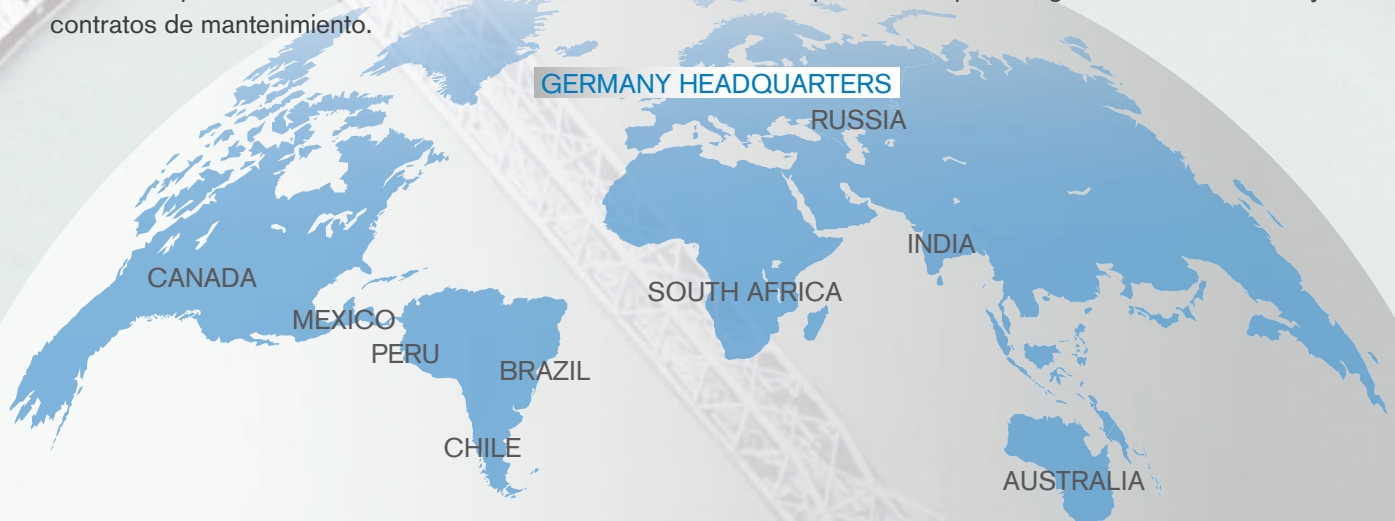 contratos de mantenimiento.
GERMANY HEADQUARTERS
RUSSIA
INDIA
CANADA
SOUTH AFRICA
MEXICO
PERU
BRAZIL
CHILE
AUSTRALIA